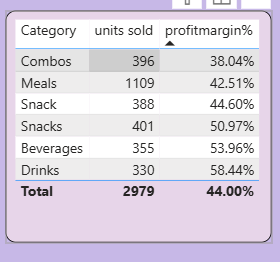 Category units sold profitmargin%
Combos 396 38.04%
Meals 1109 42.51%
Snack 388 44.60%
Snacks 401 50.97%
Beverages 355 53.96%
Drinks 330 58.44%
Total 2979 44.00%